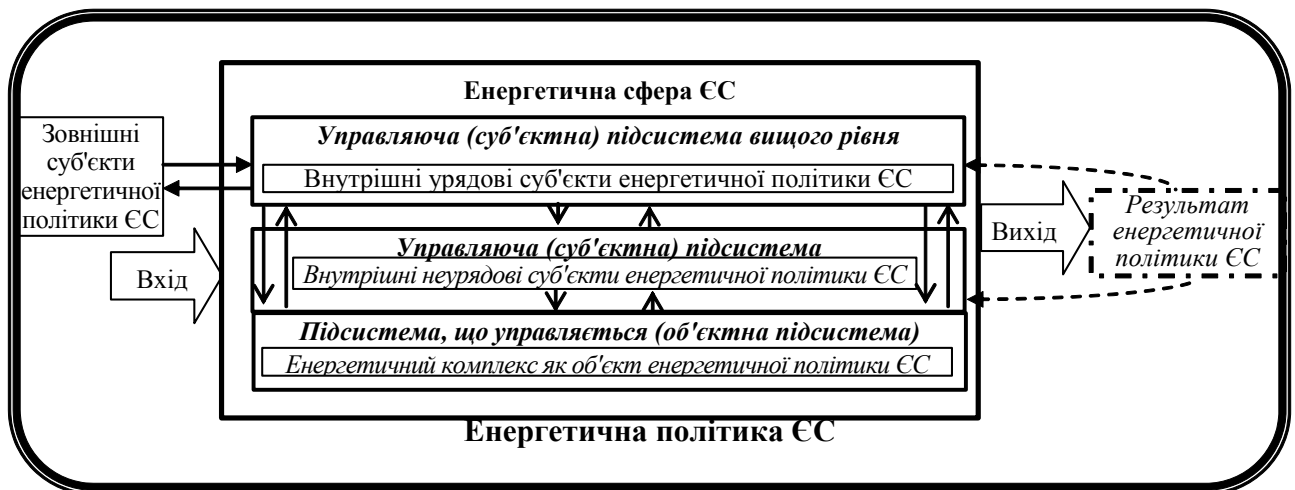 Енергетична сфера ЄС
Зовнішні
суб'єкти
енергетичної
політики ЄС
Управляюча (суб'єктна) підсистема вищого рівня
Внутрішні урядові суб'єкти енергетичної політики ЄС
Управляюча (суб'єктна) підсистема
Внутрішні неурядові суб'єкти енергетичної політики ЄС
Вхід
Вихід
Результат
енергетичної
політики ЄС
Підсистема, що управляється (об'єктна підсистема)
Енергетичний комплекс як об'єкт енергетичної політики ЄС
Енергетична політика ЄС